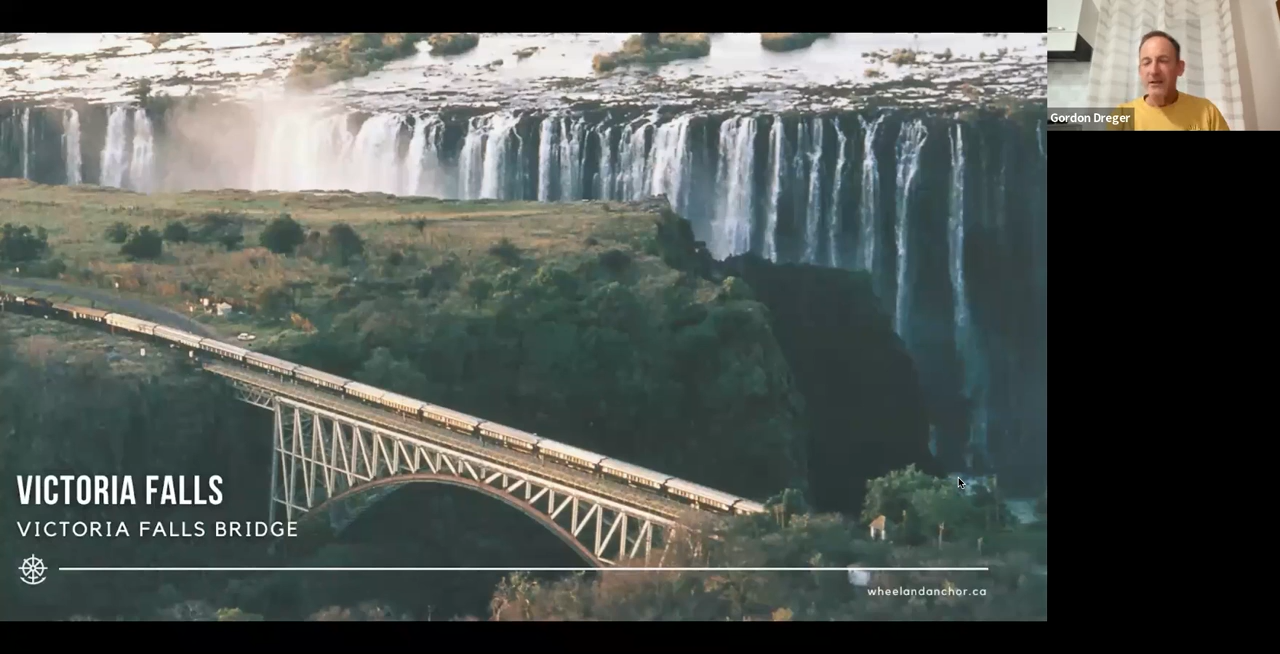 Gordon Dreger
VICTORIA FALLS
VICTORIA FALLS BRIDGE
wheelandanchor.ca